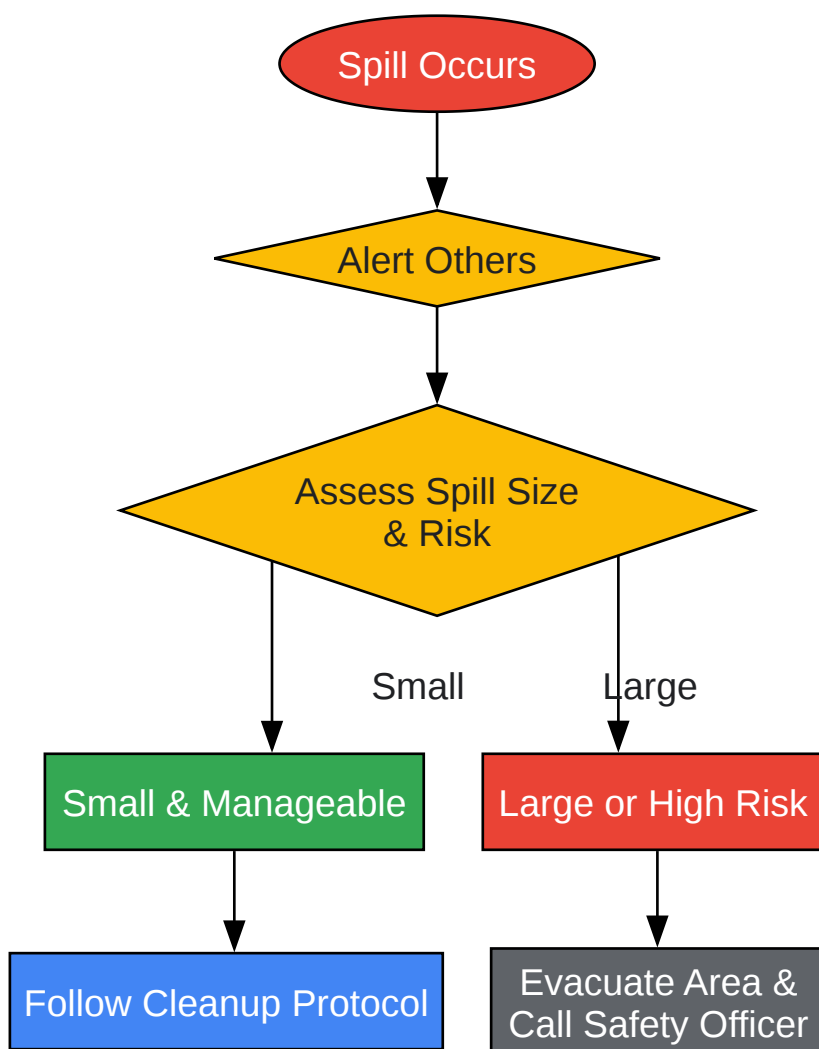 Spill Occurs
Alert Others
Assess Spill Size
& Risk
Small
Large
Small & Manageable
Large or High Risk
Follow Cleanup Protocol
Evacuate Area &
Call Safety Officer